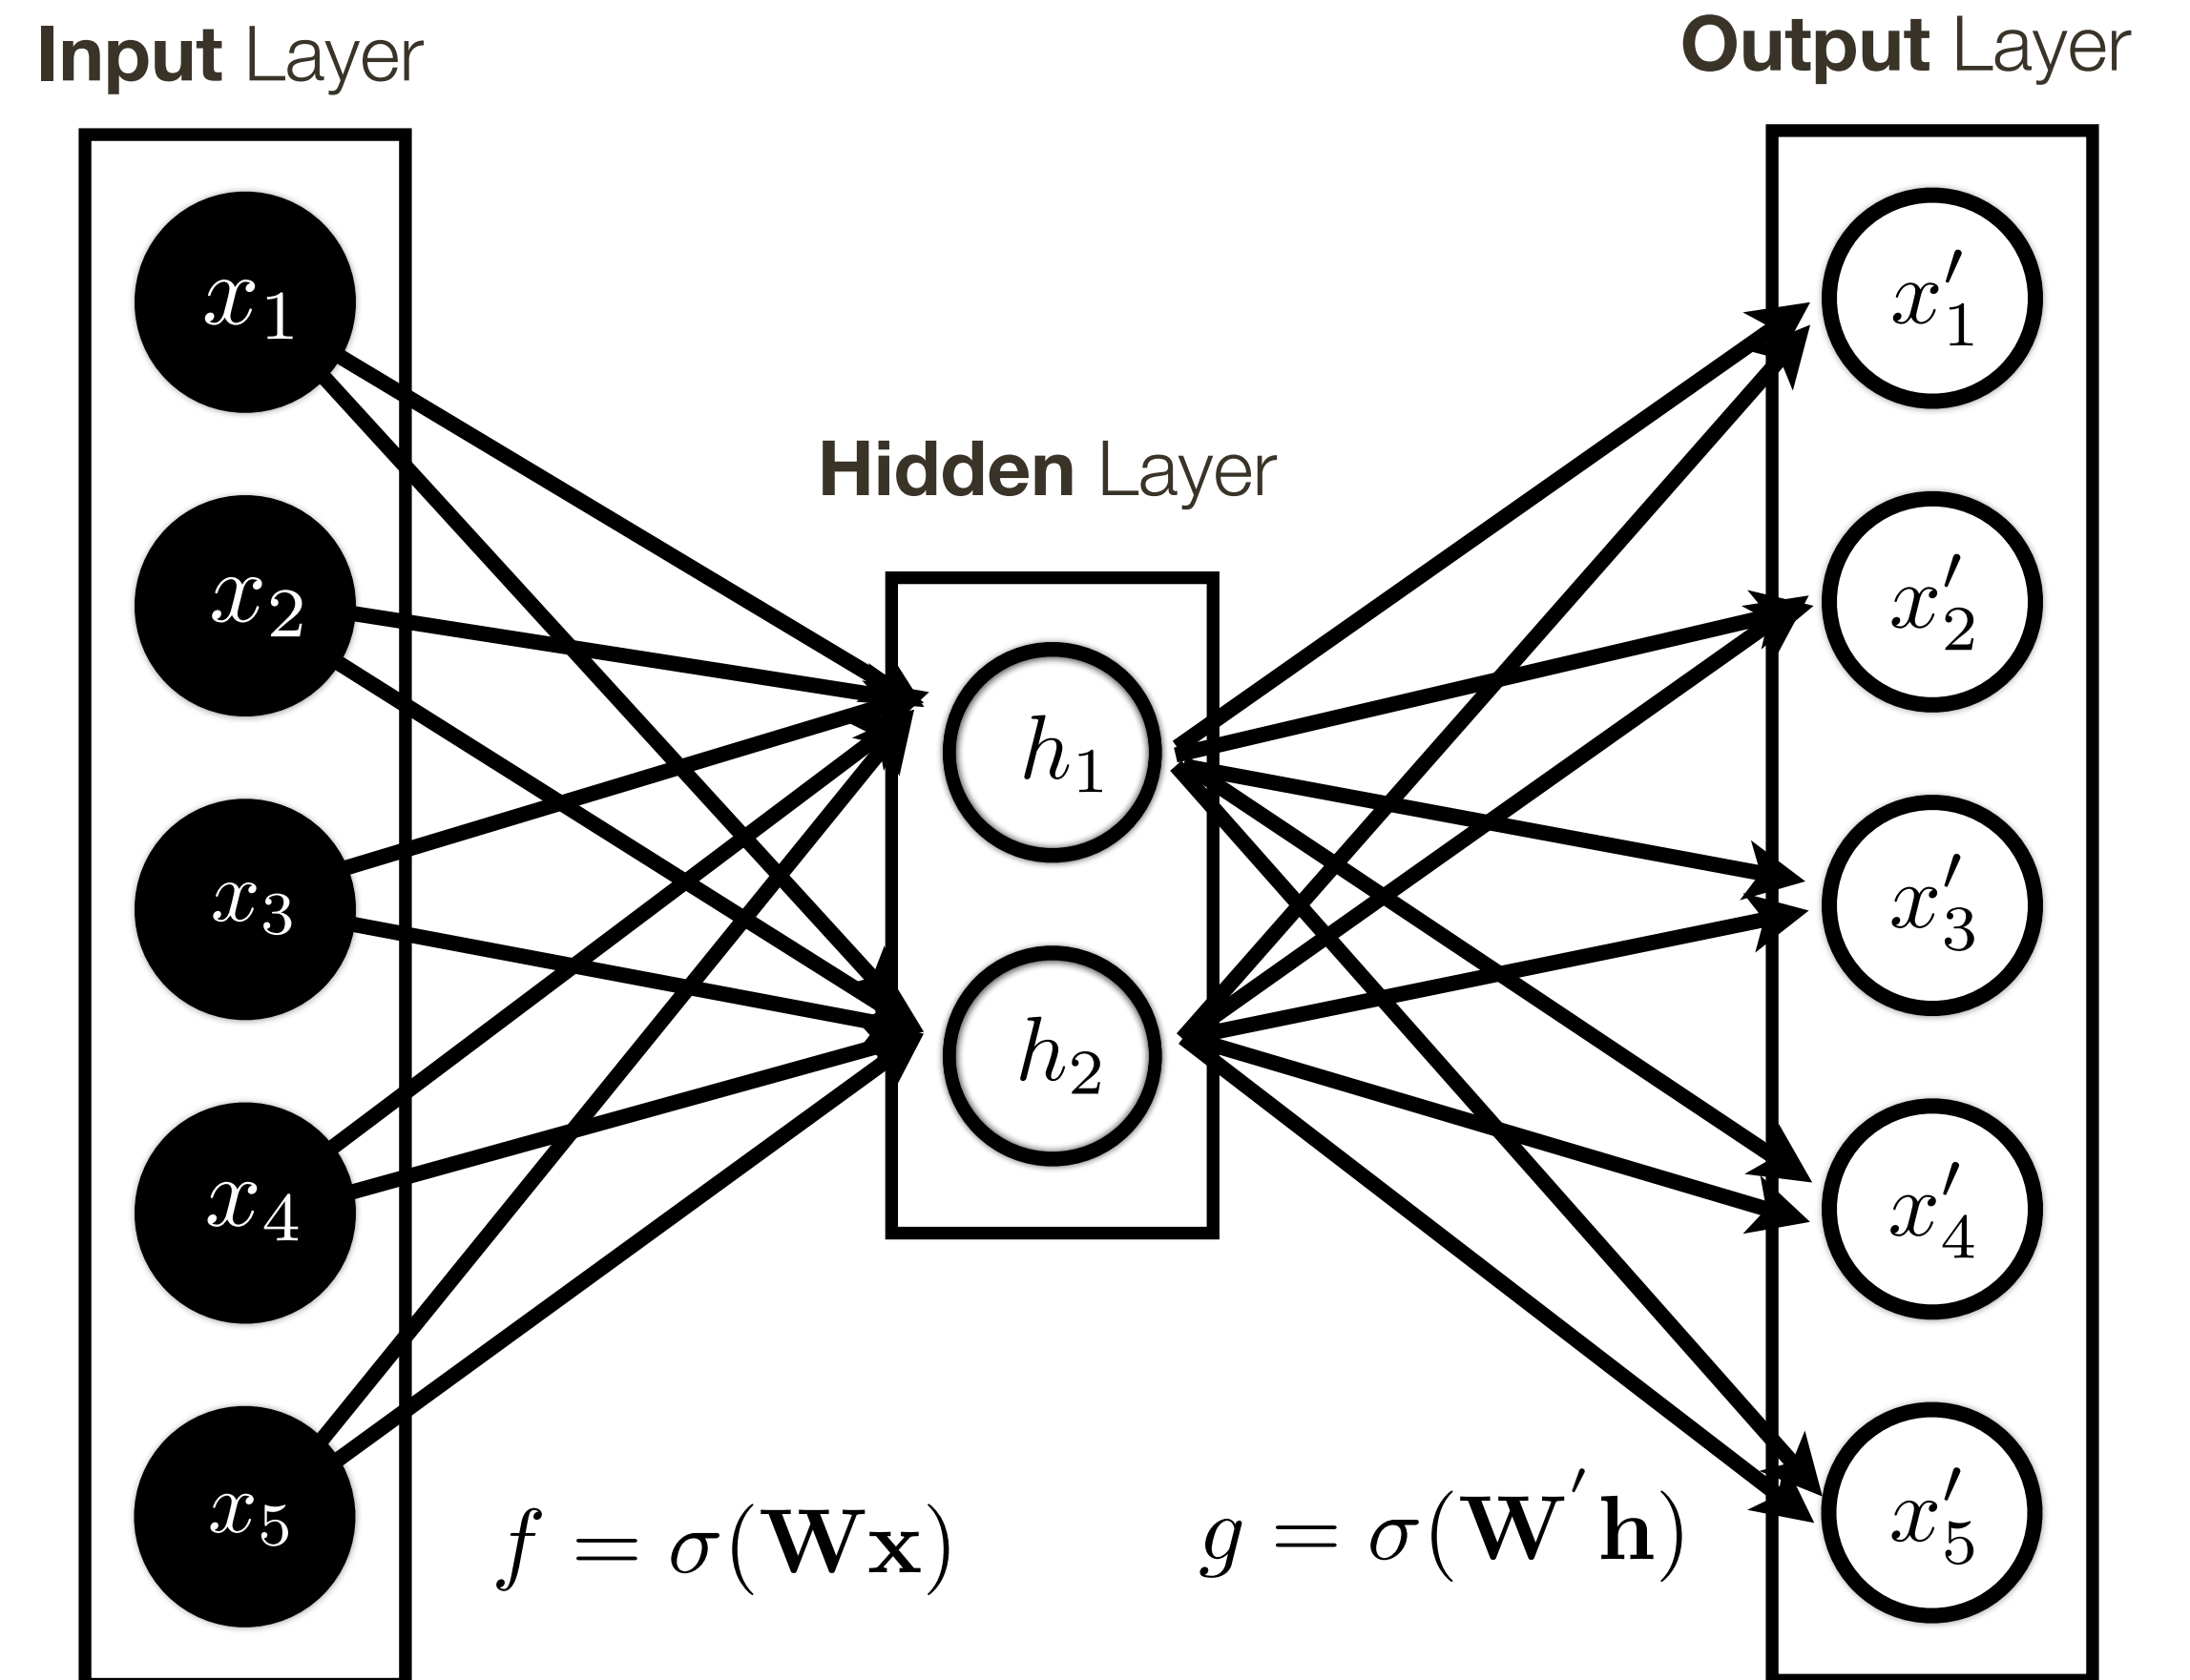 Input Layer
Output Layer
Hidden Layer
x₁
x₂
x₃
x₄
x₅
h₁
h₂
x′₁
x′₂
x′₃
x′₄
x′₅
f = σ(Wx)
g = σ(W′h)